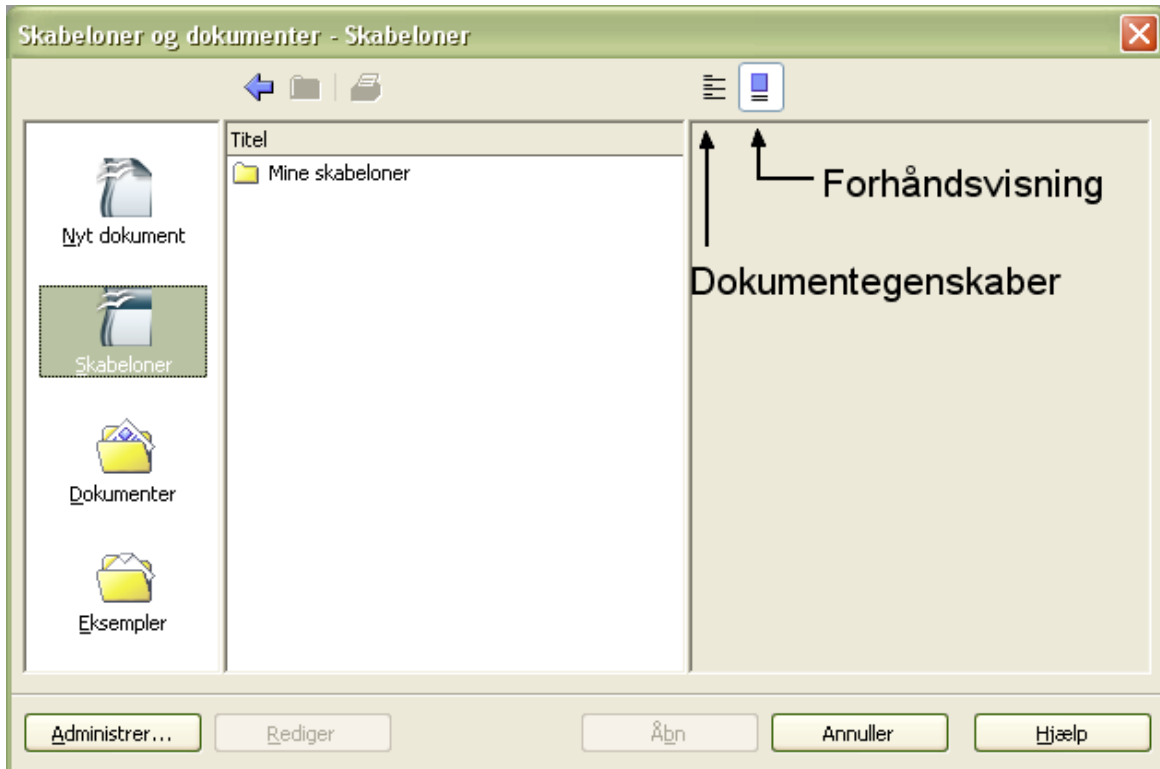 Skabeloner og dokumenter - Skabeloner
Titel
Mine skabeloner
Nyt dokument
Skabeloner
Dokumenter
Eksempler
Forhåndsvisning
Dokumentegenskaber
Administrer...
Rediger
Åbn
Annuller
Hjælp